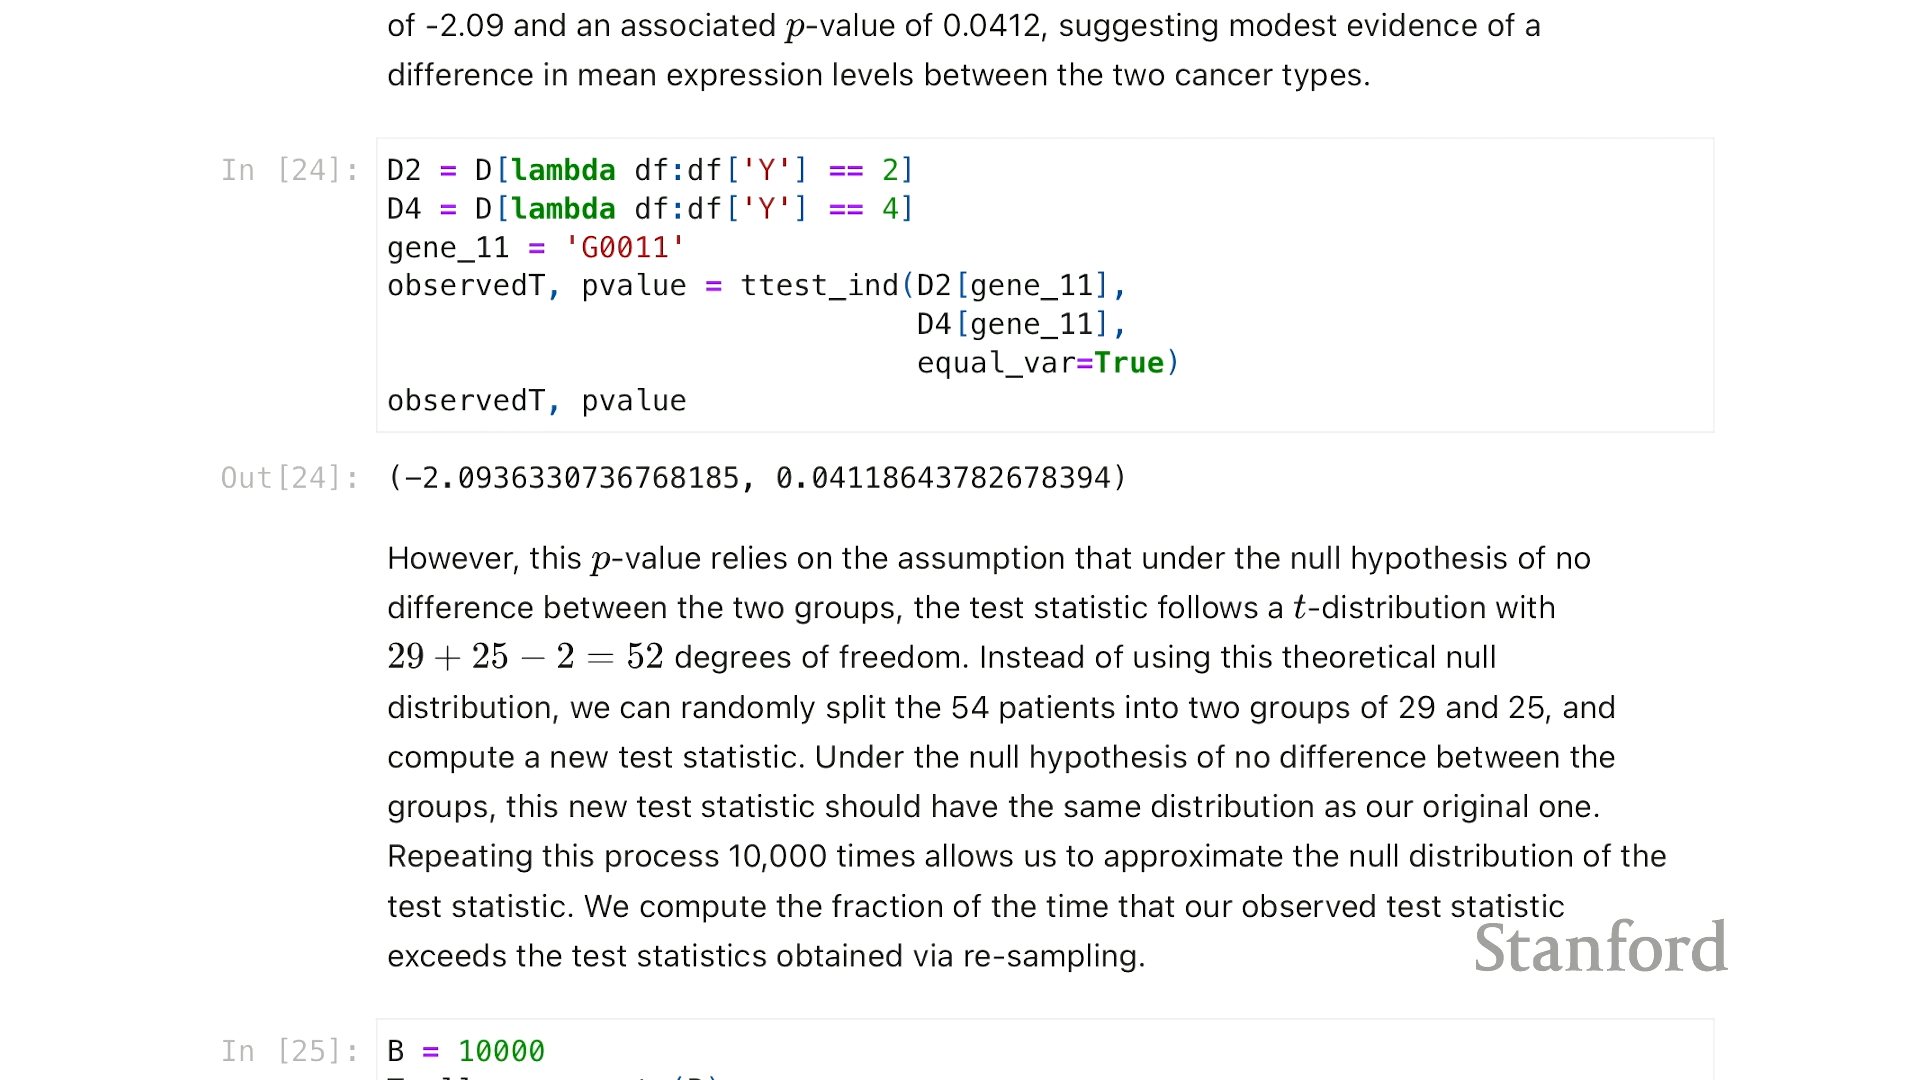 of -2.09 and an associated p-value of 0.0412, suggesting modest evidence of a
difference in mean expression levels between the two cancer types.
In [24]: D2 = D[lambda df:df['Y'] == 2]
D4 = D[lambda df:df['Y'] == 4]
gene_11 = 'G0011'
observedT, pvalue = ttest_ind(D2[gene_11],
D4[gene_11],
equal_var=True)
observedT, pvalue
Out[24]: (-2.0936330736768185, 0.04118643782678394)
However, this p-value relies on the assumption that under the null hypothesis of no
difference between the two groups, the test statistic follows a t-distribution with
29 + 25 − 2 = 52 degrees of freedom. Instead of using this theoretical null
distribution, we can randomly split the 54 patients into two groups of 29 and 25, and
compute a new test statistic. Under the null hypothesis of no difference between the
groups, this new test statistic should have the same distribution as our original one.
Repeating this process 10,000 times allows us to approximate the null distribution of the
test statistic. We compute the fraction of the time that our observed test statistic
exceeds the test statistics obtained via re-sampling.
Stanford
In [25]: B = 10000